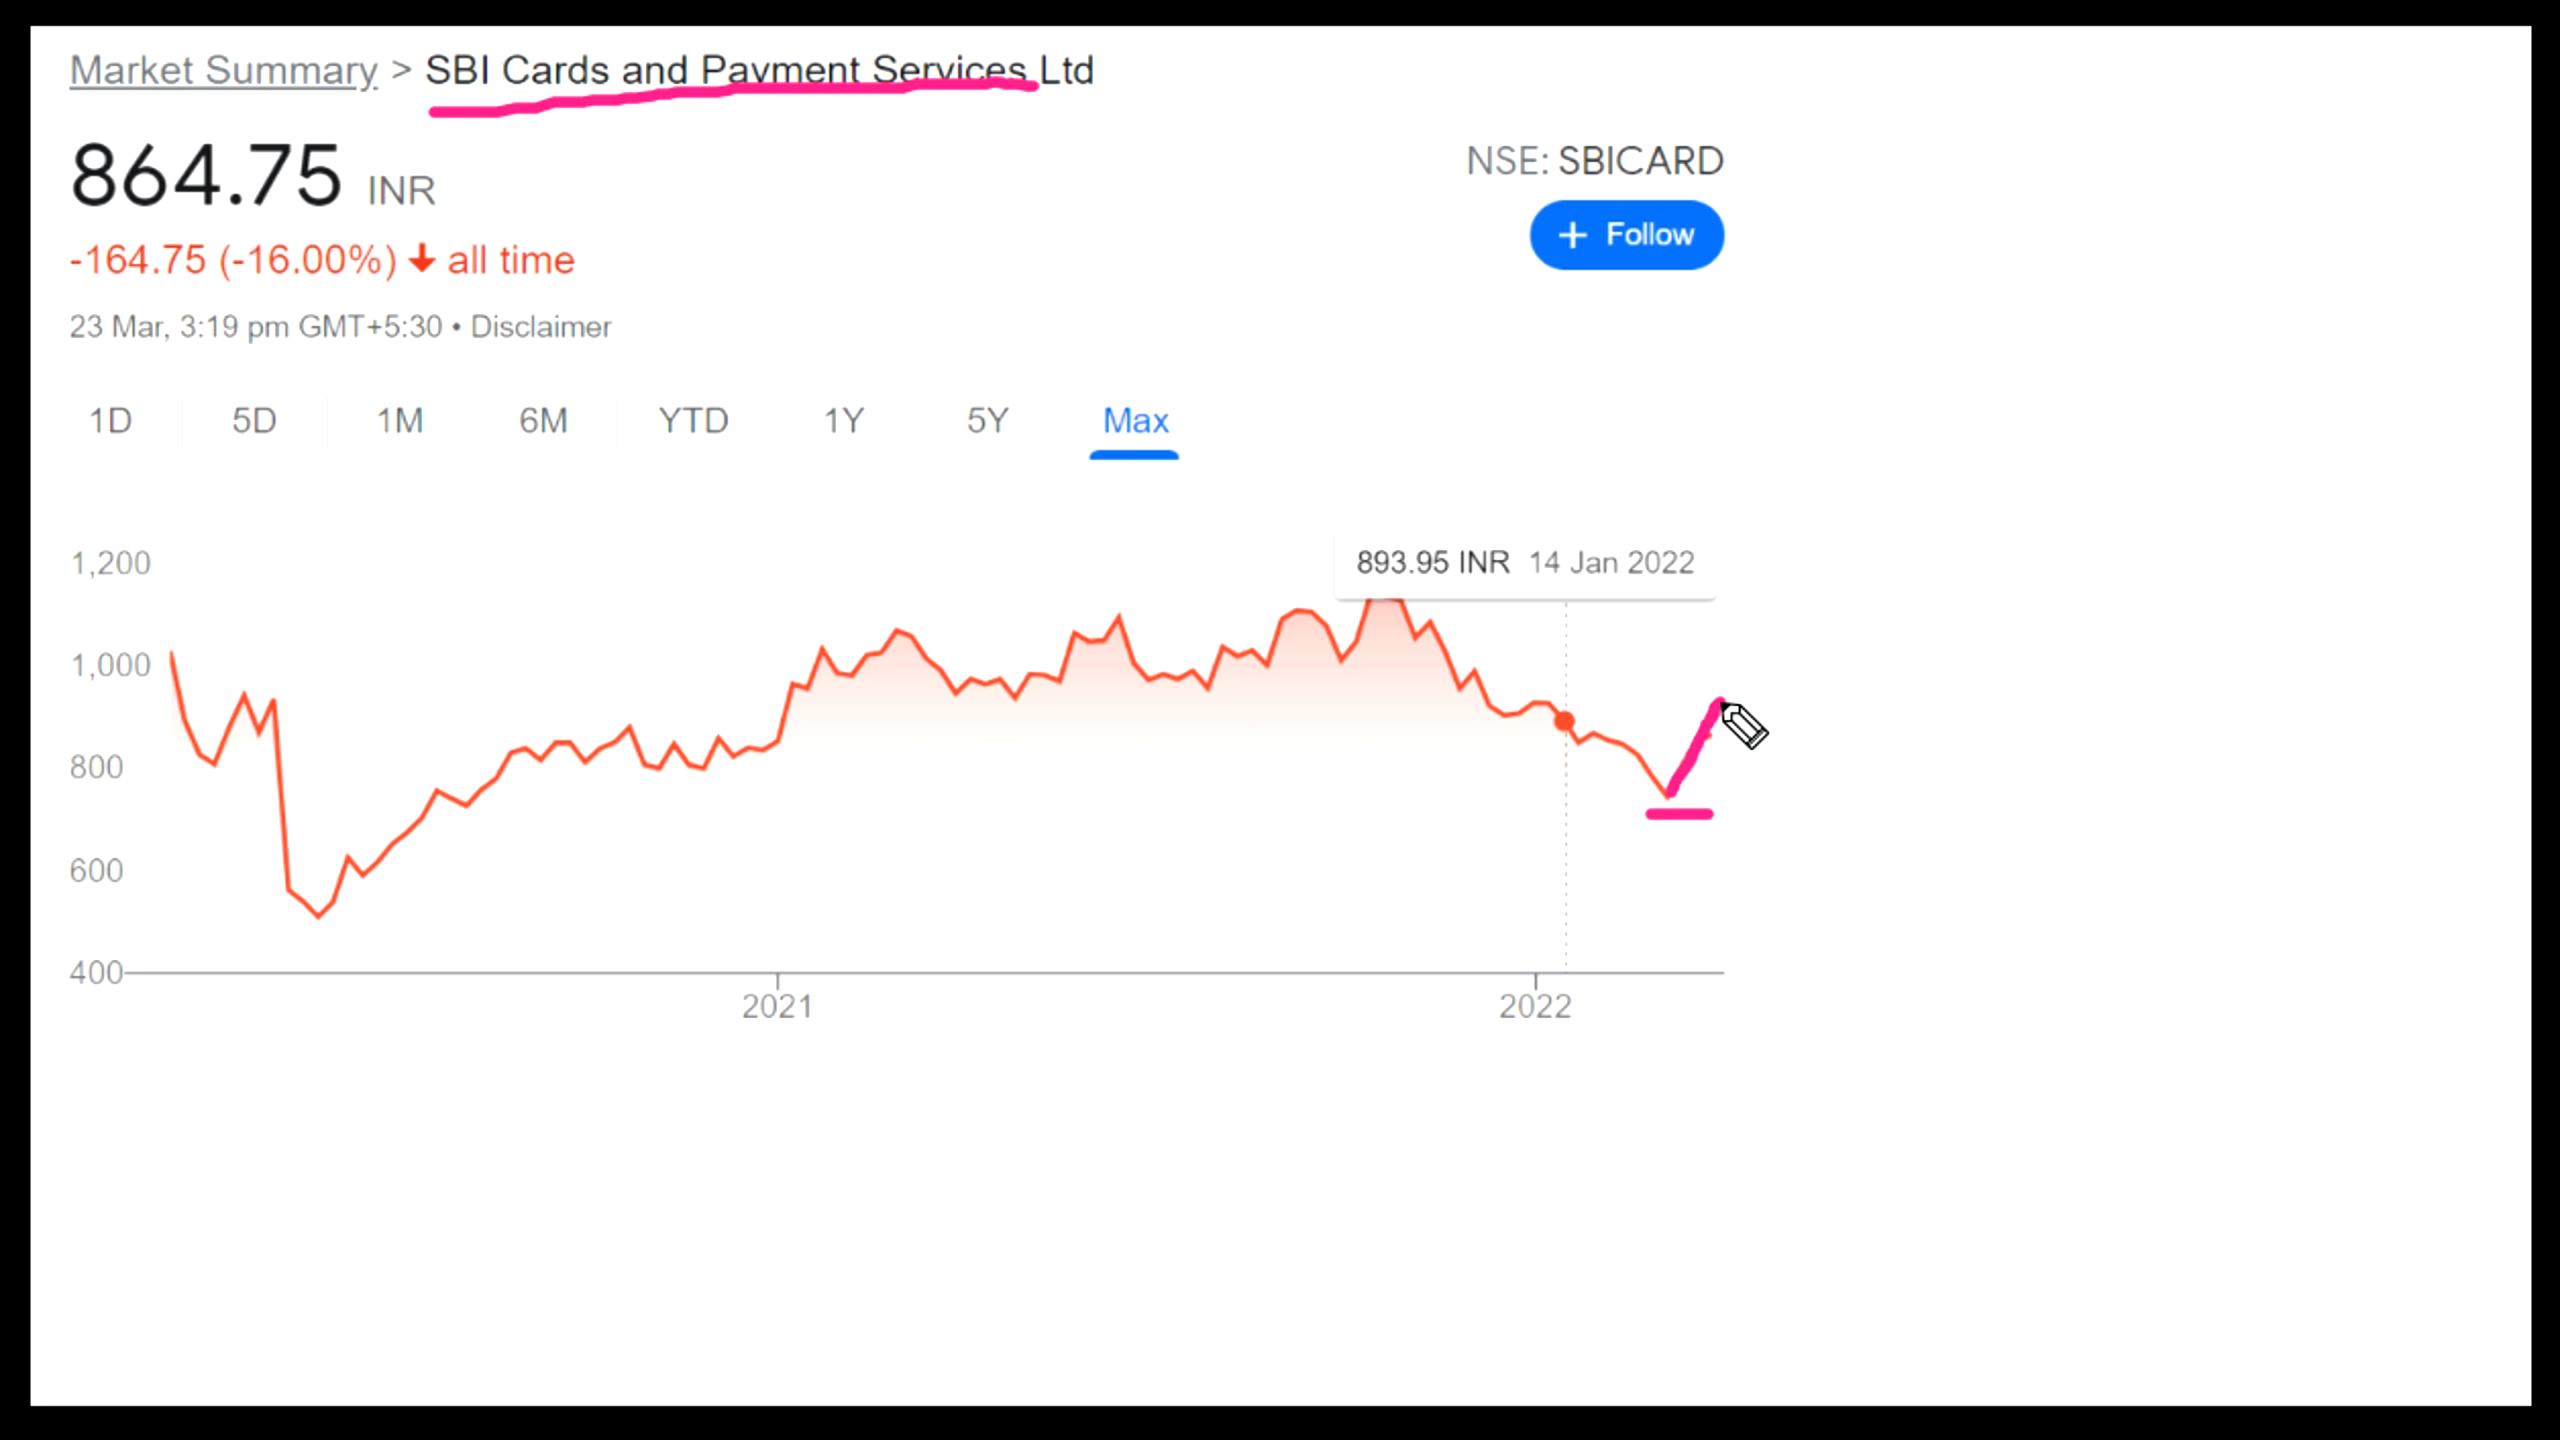 Market Summary > SBI Cards and Payment Services Ltd
864.75 INR
NSE: SBICARD
+ Follow
-164.75 (-16.00%) ↓ all time
23 Mar, 3:19 pm GMT+5:30 • Disclaimer
1D 5D 1M 6M YTD 1Y 5Y Max
893.95 INR 14 Jan 2022
1,200
1,000
800
600
400
2021 2022